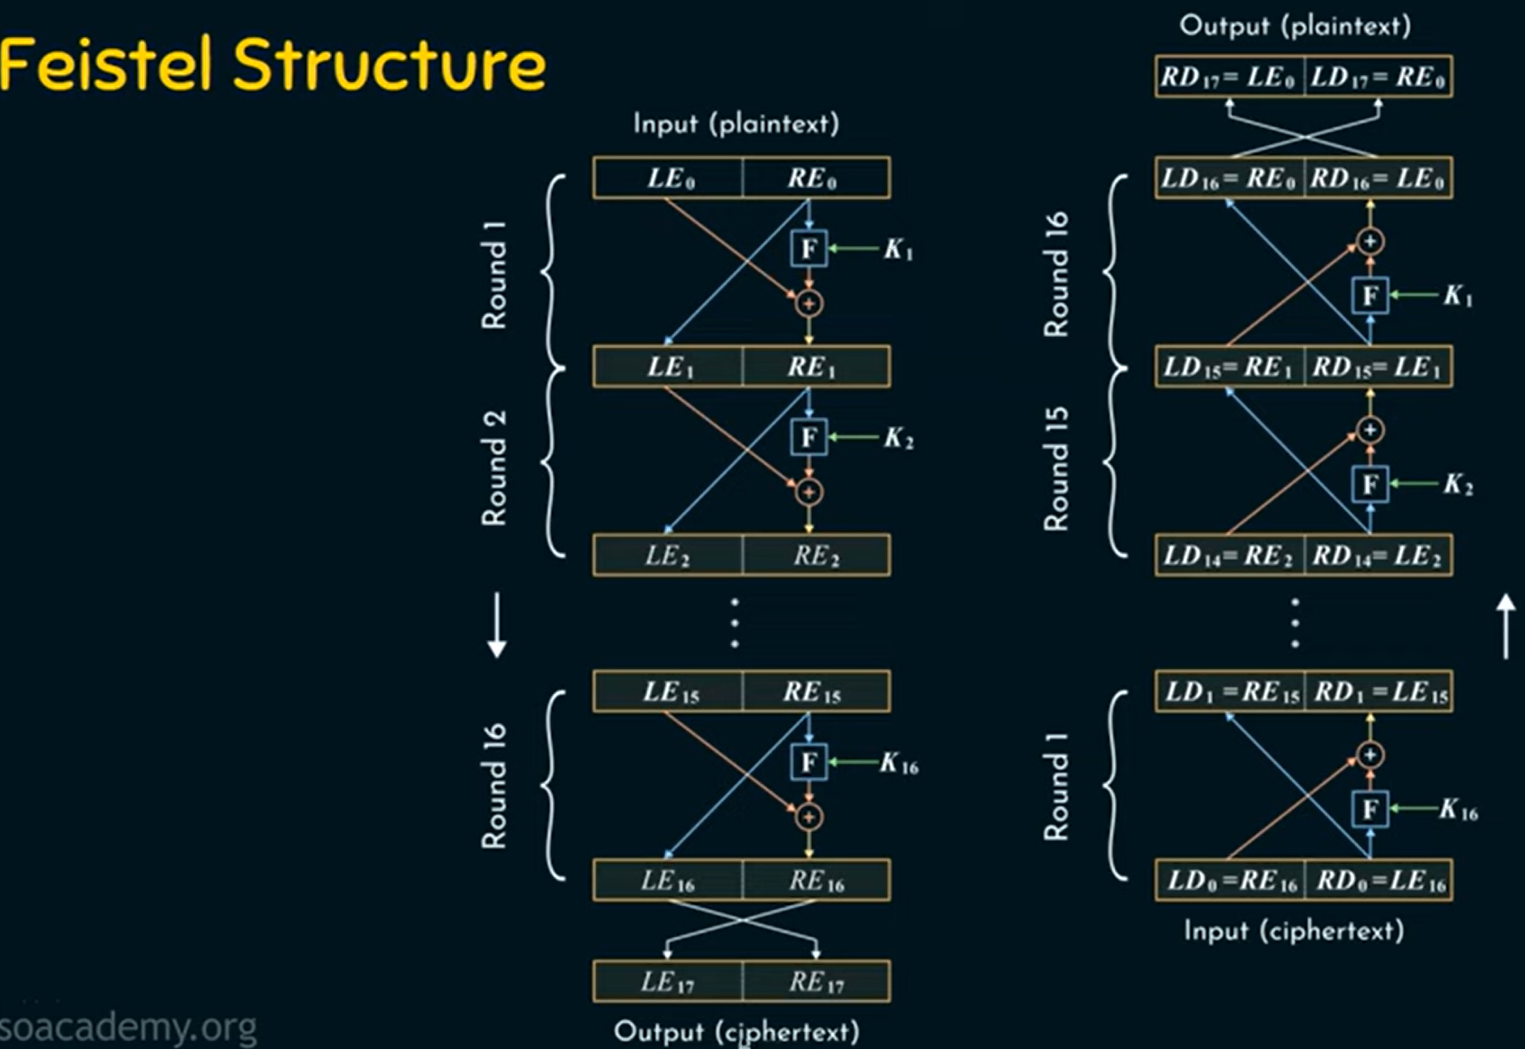 Feistel Structure
Input (plaintext)
LE₀ RE₀
Round 1
F K₁
+
LE₁ RE₁
Round 2
F K₂
+
LE₂ RE₂
LE₁₅ RE₁₅
Round 16
F K₁₆
+
LE₁₆ RE₁₆
LE₁₇ RE₁₇
Output (ciphertext)
Output (plaintext)
RD₁₇ = LE₀ LD₁₇ = RE₀
LD₁₆ = RE₀ RD₁₆ = LE₀
Round 16
+
F K₁
LD₁₅ = RE₁ RD₁₅ = LE₁
Round 15
+
F K₂
LD₁₄ = RE₂ RD₁₄ = LE₂
LD₁ = RE₁₅ RD₁ = LE₁₅
Round 1
+
F K₁₆
LD₀ = RE₁₆ RD₀ = LE₁₆
Input (ciphertext)
soacademy.org